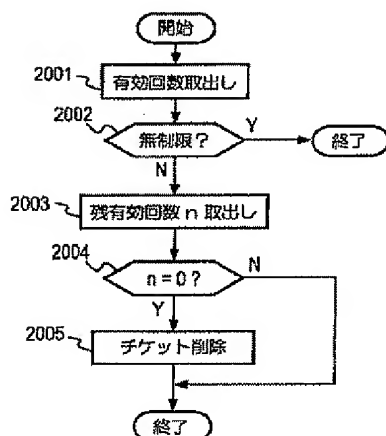 開始
2001
有効回数取出し
2002
無制限?
Y
終了
N
2003
残有効回数 n 取出し
2004
n = 0 ?
N
Y
2005
チケット削除
終了